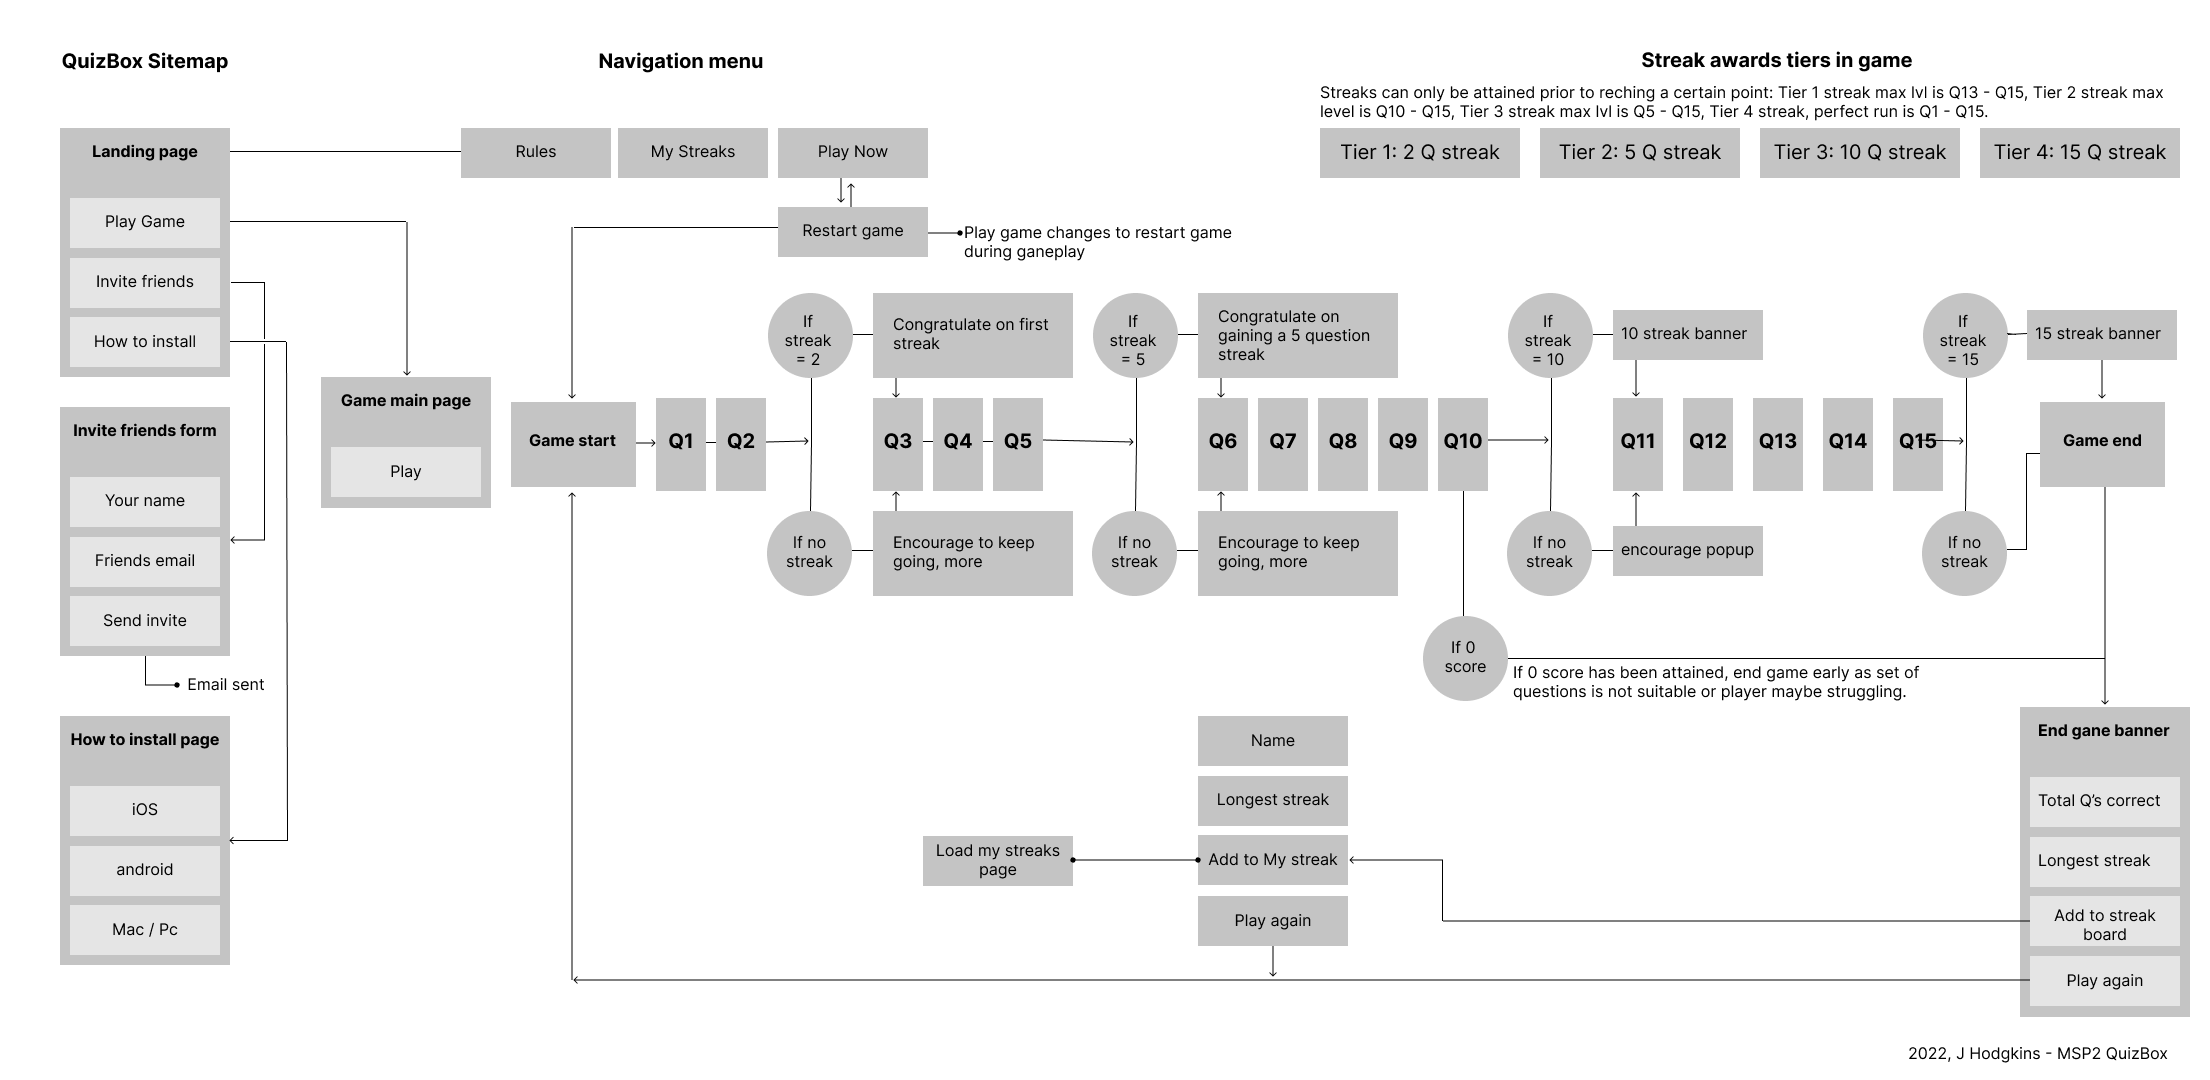 QuizBox Sitemap
Navigation menu
Streak awards tiers in game
Streaks can only be attained prior to reching a certain point: Tier 1 streak max lvl is Q13 - Q15, Tier 2 streak max
level is Q10 - Q15, Tier 3 streak max lvl is Q5 - Q15, Tier 4 streak, perfect run is Q1 - Q15.
Tier 1: 2 Q streak
Tier 2: 5 Q streak
Tier 3: 10 Q streak
Tier 4: 15 Q streak
Landing page
Play Game
Invite friends
How to install
Rules
My Streaks
Play Now
Restart game
Play game changes to restart game
during ganeplay
Invite friends form
Your name
Friends email
Send invite
Email sent
How to install page
iOS
android
Mac / Pc
Game main page
Play
Game start
Q1
Q2
If
streak
= 2
Congratulate on first
streak
If no
streak
Encourage to keep
going, more
Q3
Q4
Q5
If
streak
= 5
Congratulate on
gaining a 5 question
streak
If no
streak
Encourage to keep
going, more
Q6
Q7
Q8
Q9
Q10
If
streak
= 10
10 streak banner
If no
streak
encourage popup
Q11
Q12
Q13
Q14
Q15
If
streak
= 15
15 streak banner
If no
streak
Game end
If 0
score
If 0 score has been attained, end game early as set of
questions is not suitable or player maybe struggling.
Name
Longest streak
Add to My streak
Play again
Load my streaks
page
End gane banner
Total Q’s correct
Longest streak
Add to streak
board
Play again
2022, J Hodgkins - MSP2 QuizBox